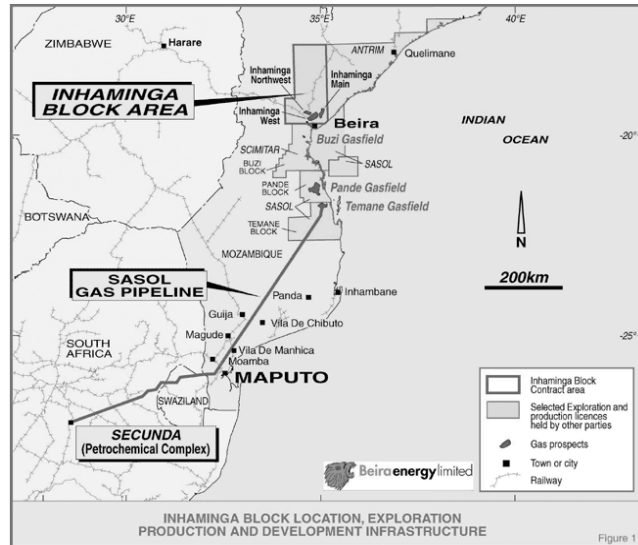 30°E
35°E
40°E
ZIMBABWE
Harare
ANTRIM
Quelimane
INHAMINGA
BLOCK AREA
Inhaminga
Northwest
Inhaminga
Main
Inhaminga
West
Beira
INDIAN
OCEAN
-20°
Buzi Gasfield
SCIMITAR
BUZI
BLOCK
SASOL
PANDE
BLOCK
Pande Gasfield
SASOL
Temane Gasfield
TEMANE
BLOCK
BOTSWANA
N
MOZAMBIQUE
200km
SASOL
GAS PIPELINE
Panda
Inhambane
Guija
Vila De Chibuto
Magude
-25°
SOUTH
AFRICA
Vila De Manhica
Moamba
MAPUTO
SWAZILAND
SECUNDA
(Petrochemical Complex)
Inhaminga Block
Contract area
Selected Exploration and
production licences
held by other parties
Gas prospects
Town or city
Railway
Beiraenergylimited
INHAMINGA BLOCK LOCATION, EXPLORATION
PRODUCTION AND DEVELOPMENT INFRASTRUCTURE
Figure 1